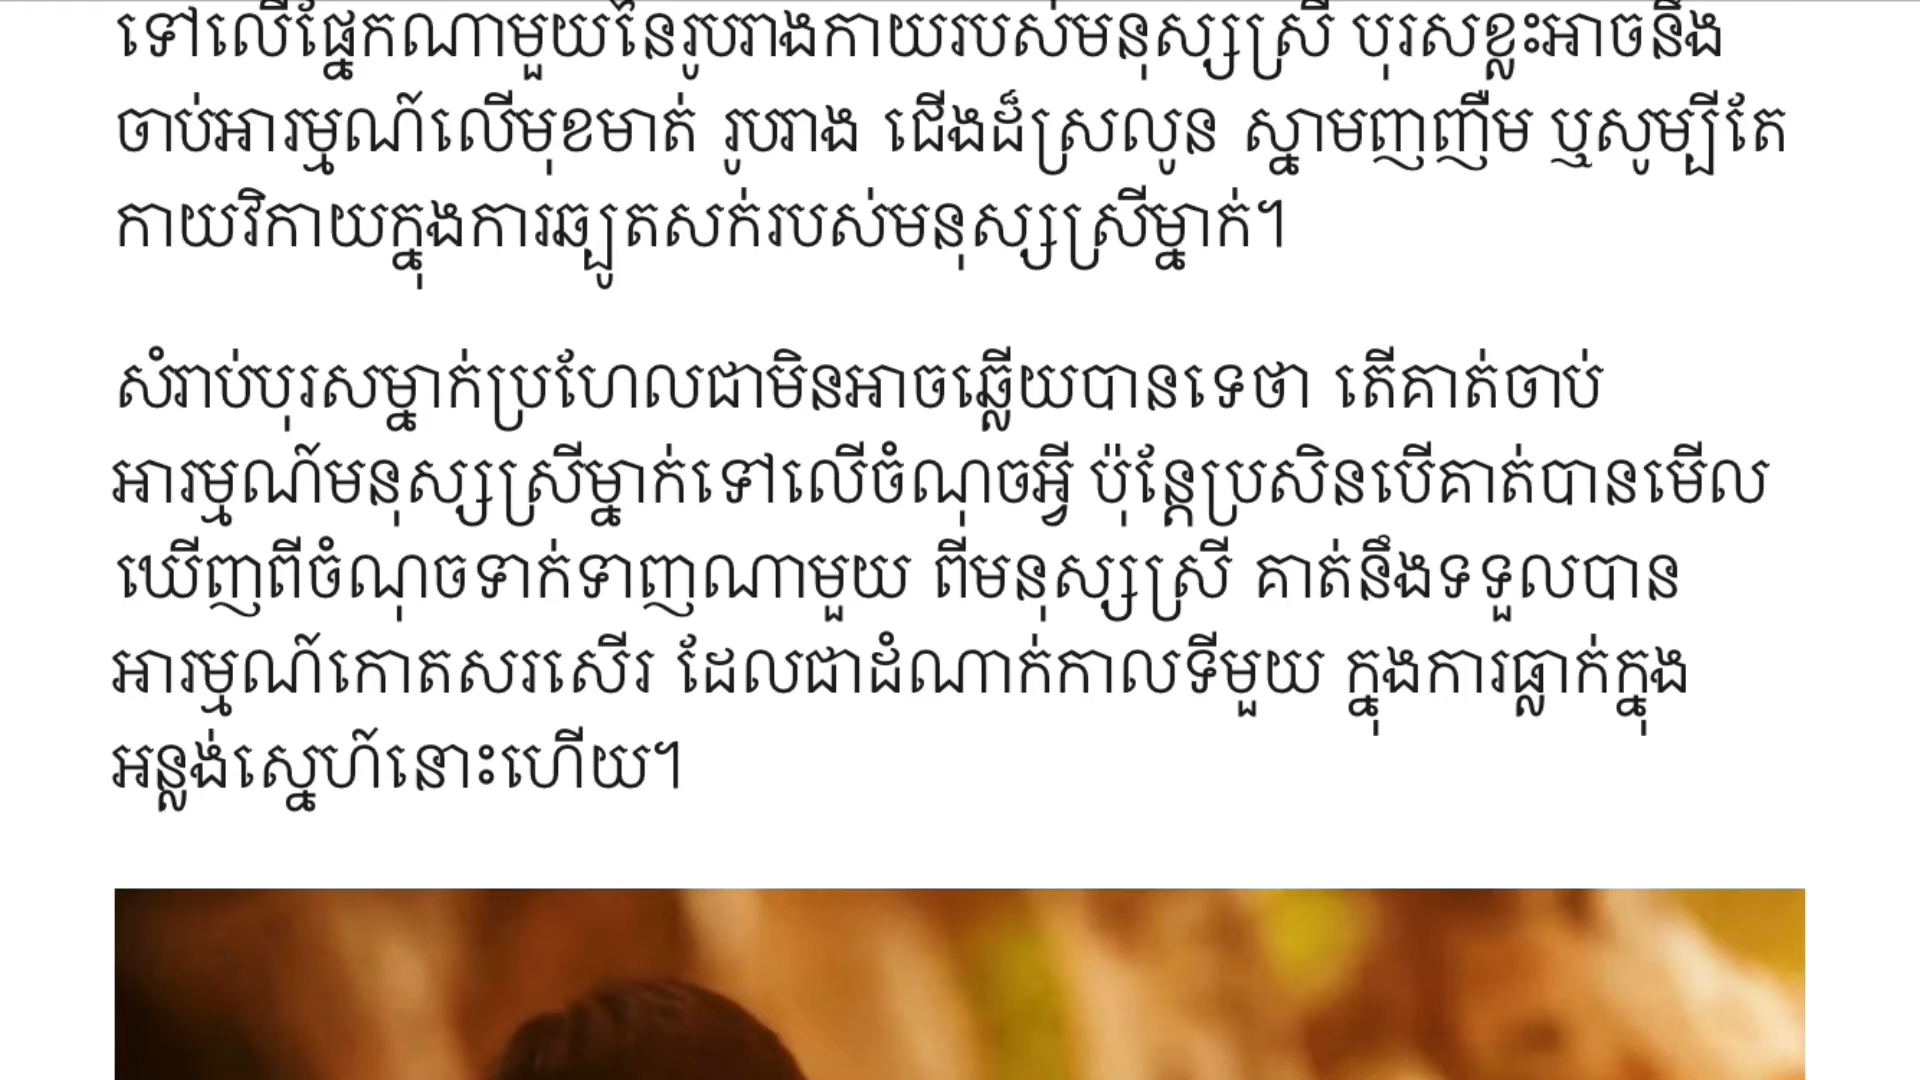 ទៅលើផ្នែកណាមួយនៃរូបរាងកាយរបស់មនុស្សស្រី បុរសខ្លះអាចនឹង
ចាប់អារម្មណ៍លើមុខមាត់ រូបរាង ជើងដ៏ស្រលូន ស្នាមញញឹម ឬសូម្បីតែ
កាយវិកាយក្នុងការឆ្បូតសក់របស់មនុស្សស្រីម្នាក់។
សំរាប់បុរសម្នាក់ប្រហែលជាមិនអាចឆ្លើយបានទេថា តើគាត់ចាប់
អារម្មណ៍មនុស្សស្រីម្នាក់ទៅលើចំណុចអ្វី ប៉ុន្តែប្រសិនបើគាត់បានមើល
ឃើញពីចំណុចទាក់ទាញណាមួយ ពីមនុស្សស្រី គាត់នឹងទទួលបាន
អារម្មណ៍កោតសរសើរ ដែលជាដំណាក់កាលទីមួយ ក្នុងការធ្លាក់ក្នុង
អន្លង់ស្នេហ៍នោះហើយ។